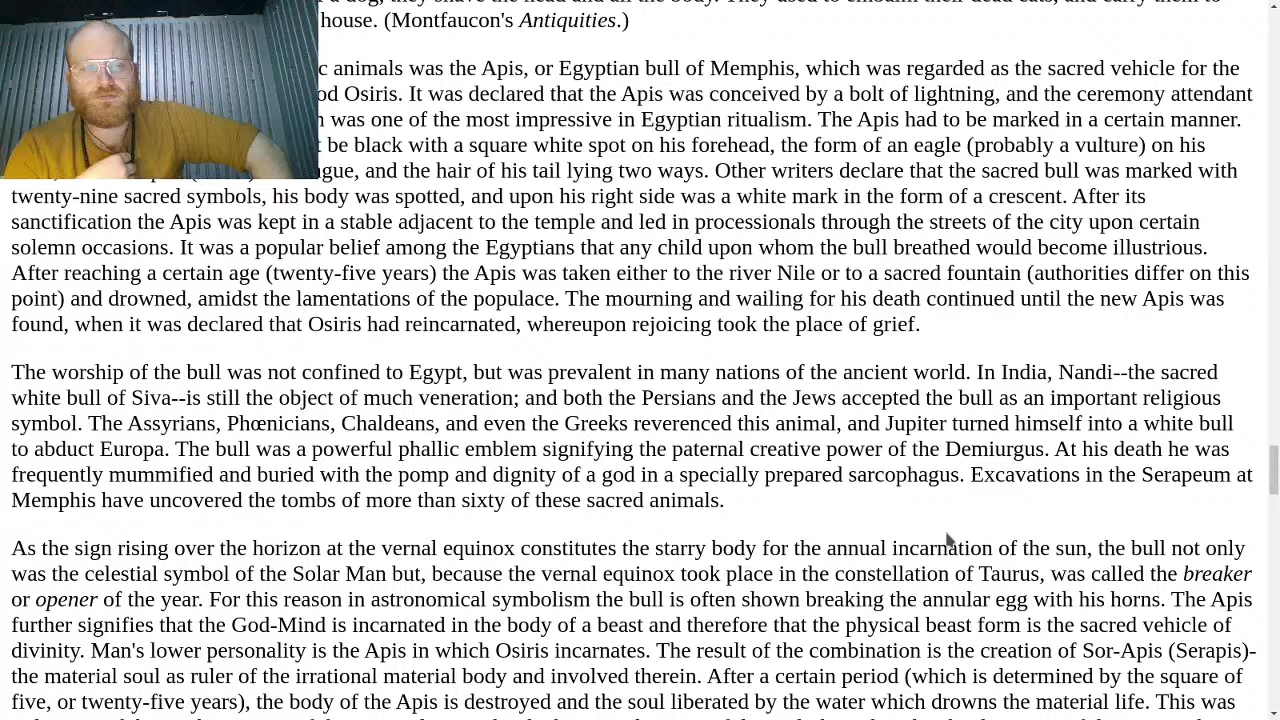 house. (Montfaucon's Antiquities.)
c animals was the Apis, or Egyptian bull of Memphis, which was regarded as the sacred vehicle for the
od Osiris. It was declared that the Apis was conceived by a bolt of lightning, and the ceremony attendant
was one of the most impressive in Egyptian ritualism. The Apis had to be marked in a certain manner.
be black with a square white spot on his forehead, the form of an eagle (probably a vulture) on his
gue, and the hair of his tail lying two ways. Other writers declare that the sacred bull was marked with
twenty-nine sacred symbols, his body was spotted, and upon his right side was a white mark in the form of a crescent. After its
sanctification the Apis was kept in a stable adjacent to the temple and led in processionals through the streets of the city upon certain
solemn occasions. It was a popular belief among the Egyptians that any child upon whom the bull breathed would become illustrious.
After reaching a certain age (twenty-five years) the Apis was taken either to the river Nile or to a sacred fountain (authorities differ on this
point) and drowned, amidst the lamentations of the populace. The mourning and wailing for his death continued until the new Apis was
found, when it was declared that Osiris had reincarnated, whereupon rejoicing took the place of grief.
The worship of the bull was not confined to Egypt, but was prevalent in many nations of the ancient world. In India, Nandi--the sacred
white bull of Siva--is still the object of much veneration; and both the Persians and the Jews accepted the bull as an important religious
symbol. The Assyrians, Phœnicians, Chaldeans, and even the Greeks reverenced this animal, and Jupiter turned himself into a white bull
to abduct Europa. The bull was a powerful phallic emblem signifying the paternal creative power of the Demiurgus. At his death he was
frequently mummified and buried with the pomp and dignity of a god in a specially prepared sarcophagus. Excavations in the Serapeum at
Memphis have uncovered the tombs of more than sixty of these sacred animals.
As the sign rising over the horizon at the vernal equinox constitutes the starry body for the annual incarnation of the sun, the bull not only
was the celestial symbol of the Solar Man but, because the vernal equinox took place in the constellation of Taurus, was called the breaker
or opener of the year. For this reason in astronomical symbolism the bull is often shown breaking the annular egg with his horns. The Apis
further signifies that the God-Mind is incarnated in the body of a beast and therefore that the physical beast form is the sacred vehicle of
divinity. Man's lower personality is the Apis in which Osiris incarnates. The result of the combination is the creation of Sor-Apis (Serapis)-
the material soul as ruler of the irrational material body and involved therein. After a certain period (which is determined by the square of
five, or twenty-five years), the body of the Apis is destroyed and the soul liberated by the water which drowns the material life. This was